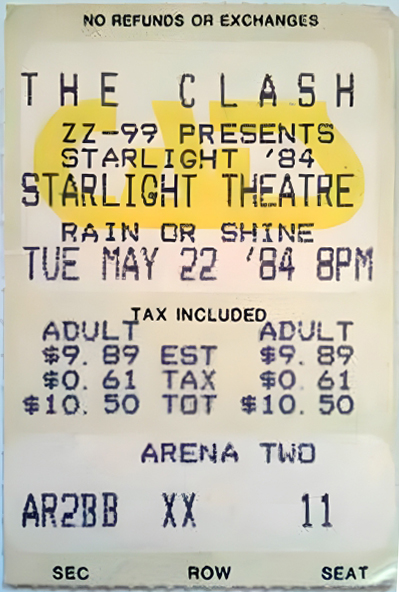 NO REFUNDS OR EXCHANGES
THE CLASH
ZZ-99 PRESENTS
STARLIGHT '84
STARLIGHT THEATRE
RAIN OR SHINE
TUE MAY 22 '84 8PM
TAX INCLUDED
ADULT ADULT
$9.89 EST $9.89
$0.61 TAX $0.61
$10.50 TOT $10.50
ARENA TWO
AR2BB XX 11
SEC ROW SEAT